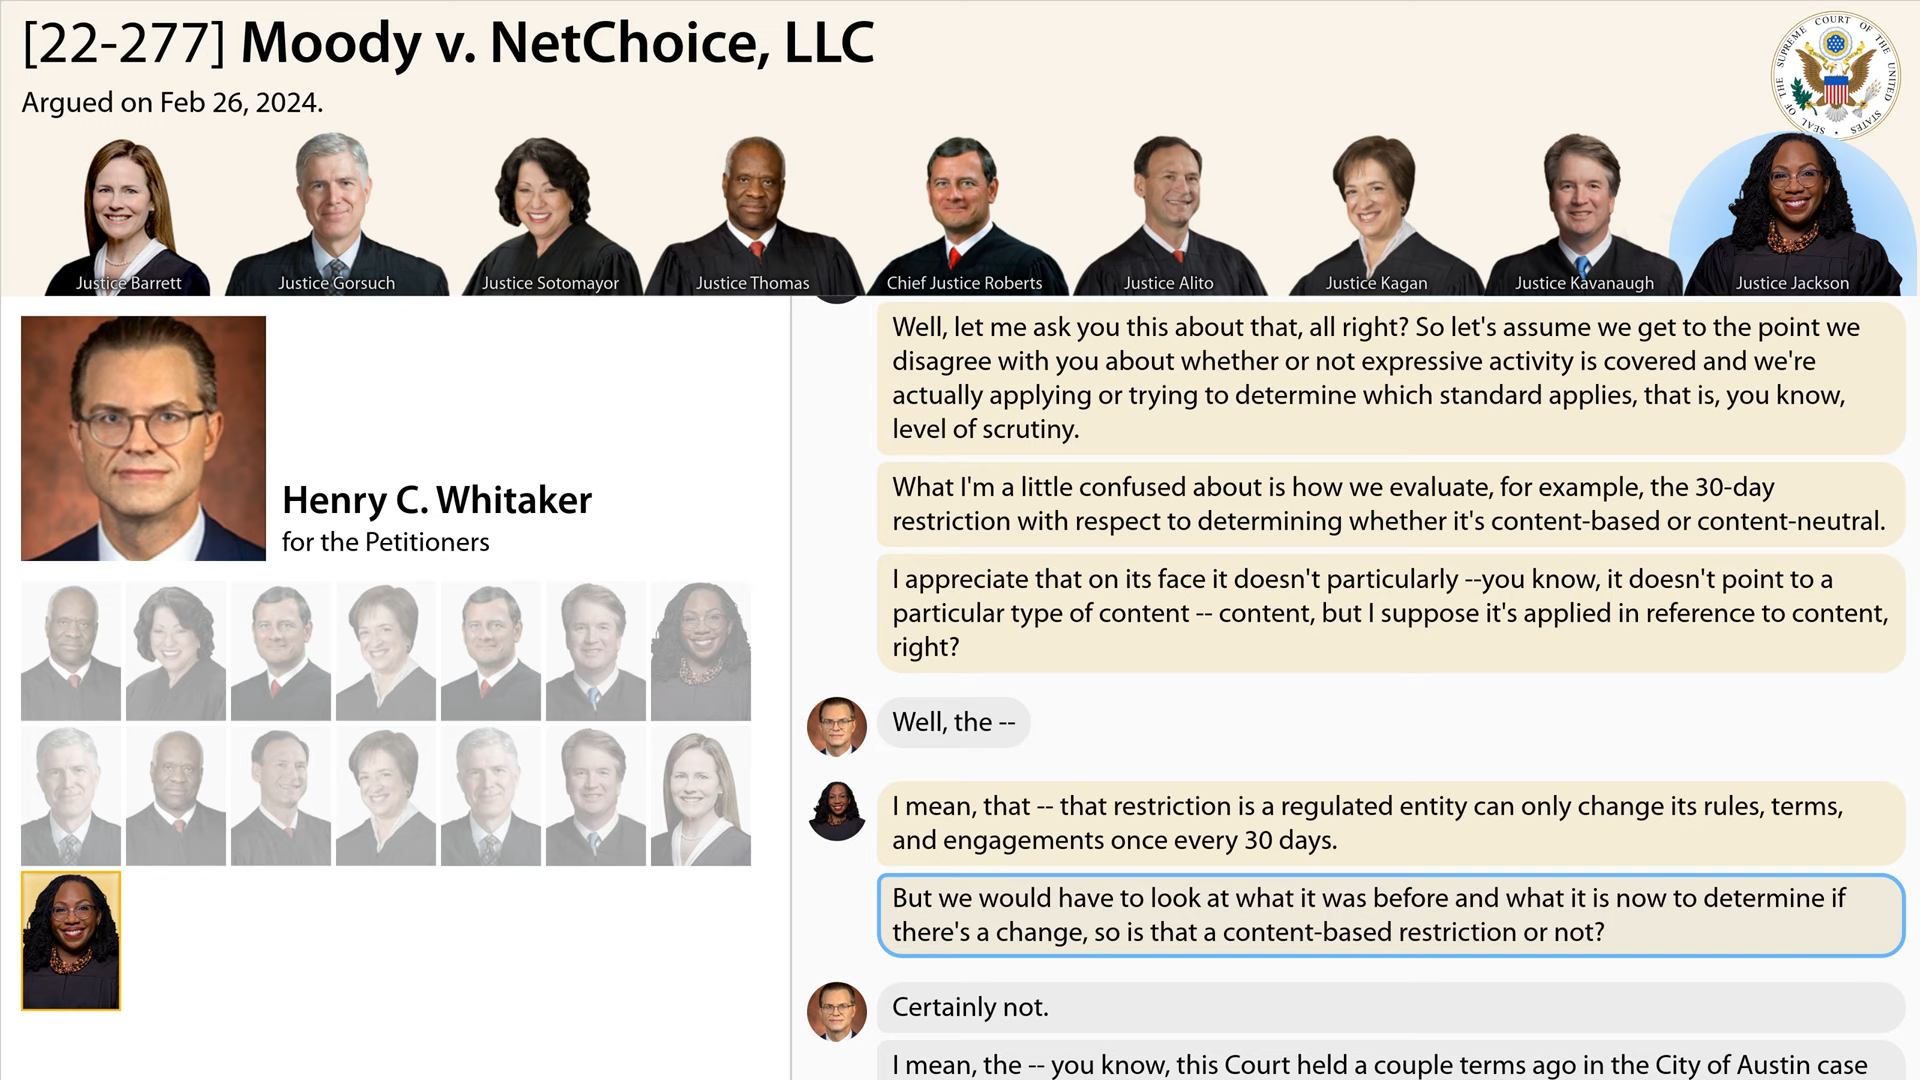 [22-277] Moody v. NetChoice, LLC
Argued on Feb 26, 2024.
SEAL OF THE SUPREME COURT OF THE UNITED STATES
Justice Barrett
Justice Gorsuch
Justice Sotomayor
Justice Thomas
Chief Justice Roberts
Justice Alito
Justice Kagan
Justice Kavanaugh
Justice Jackson
Henry C. Whitaker
for the Petitioners
Well, let me ask you this about that, all right? So let's assume we get to the point we
disagree with you about whether or not expressive activity is covered and we're
actually applying or trying to determine which standard applies, that is, you know,
level of scrutiny.
What I'm a little confused about is how we evaluate, for example, the 30-day
restriction with respect to determining whether it's content-based or content-neutral.
I appreciate that on its face it doesn't particularly --you know, it doesn't point to a
particular type of content -- content, but I suppose it's applied in reference to content,
right?
Well, the --
I mean, that -- that restriction is a regulated entity can only change its rules, terms,
and engagements once every 30 days.
But we would have to look at what it was before and what it is now to determine if
there's a change, so is that a content-based restriction or not?
Certainly not.
I mean, the -- you know, this Court held a couple terms ago in the City of Austin case